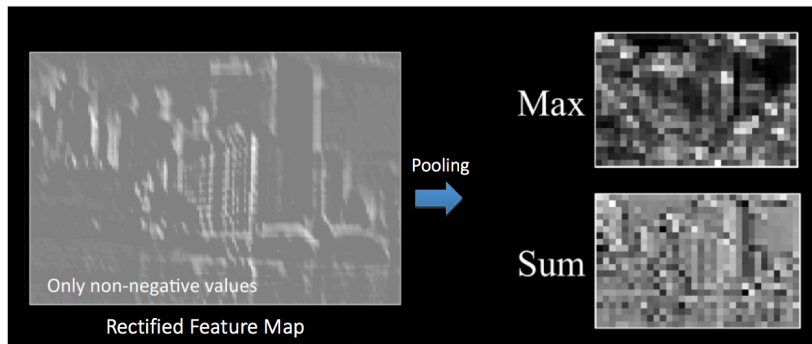 Only non-negative values
Rectified Feature Map
Pooling
Max
Sum